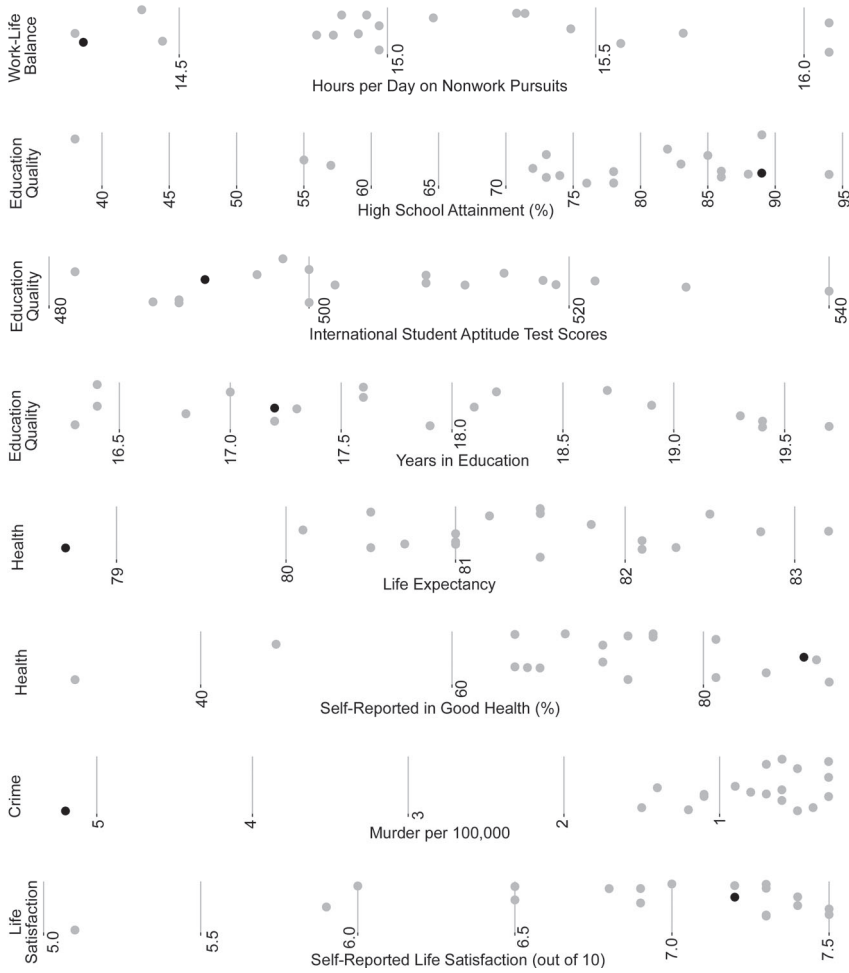 Work-Life
Balance
14.5 15.0 15.5 16.0
Hours per Day on Nonwork Pursuits
Education
Quality
40 45 50 55 60 65 70 75 80 85 90 95
High School Attainment (%)
Education
Quality
480 500 520 540
International Student Aptitude Test Scores
Education
Quality
16.5 17.0 17.5 18.0 18.5 19.0 19.5
Years in Education
Health
79 80 81 82 83
Life Expectancy
Health
40 60 80
Self-Reported in Good Health (%)
Crime
5 4 3 2 1
Murder per 100,000
Life
Satisfaction
5.0 5.5 6.0 6.5 7.0 7.5
Self-Reported Life Satisfaction (out of 10)